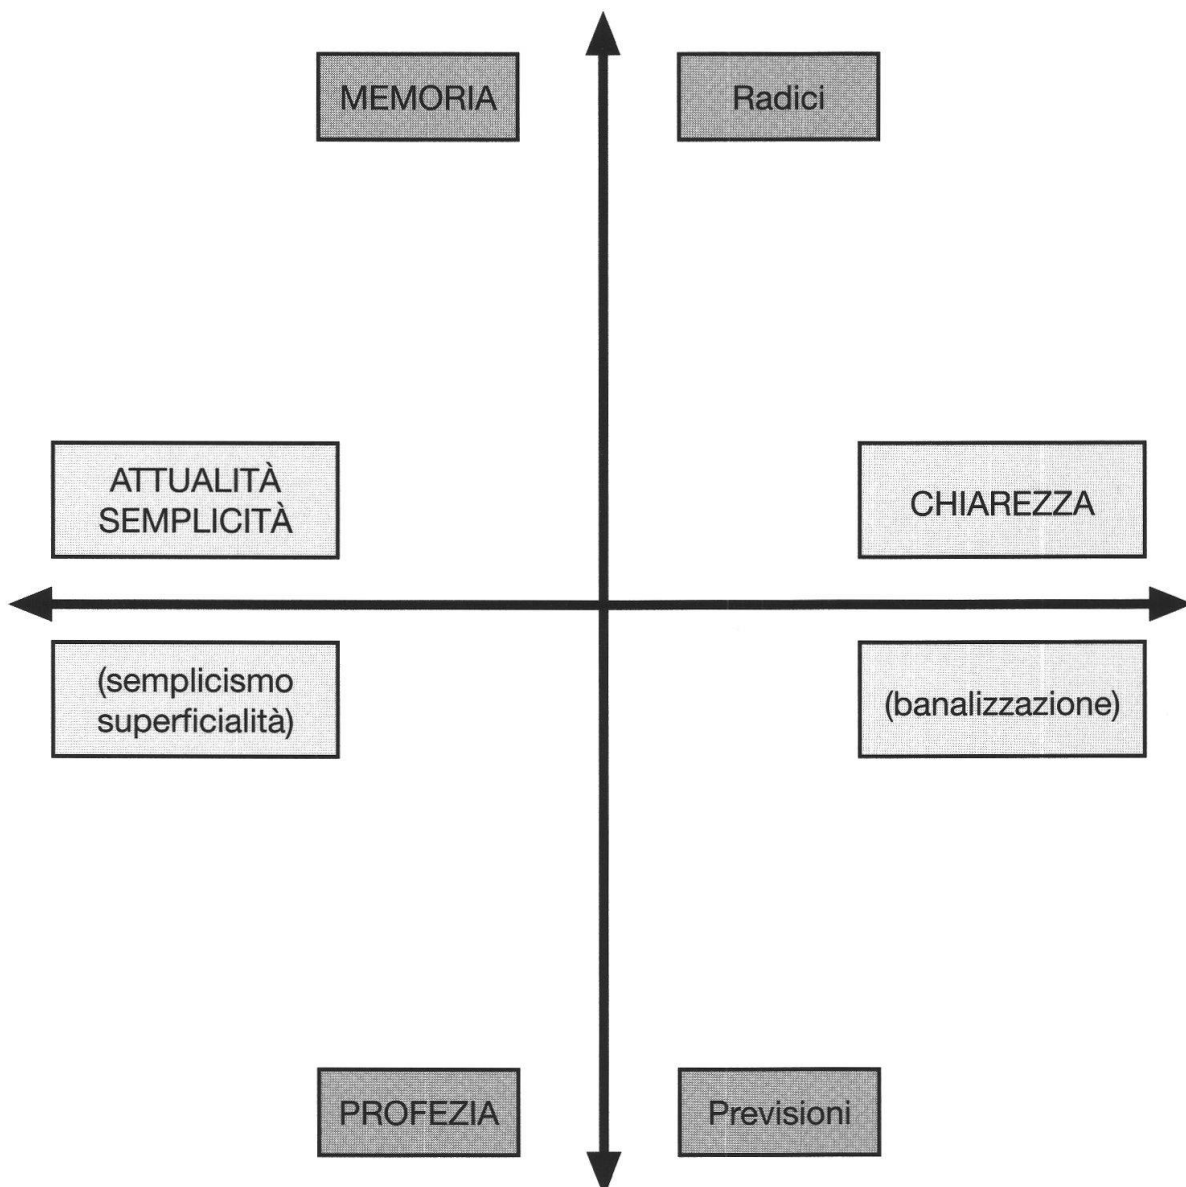 MEMORIA
Radici
ATTUALITÀ
SEMPLICITÀ
CHIAREZZA
(semplicismo
superficialità)
(banalizzazione)
PROFEZIA
Previsioni